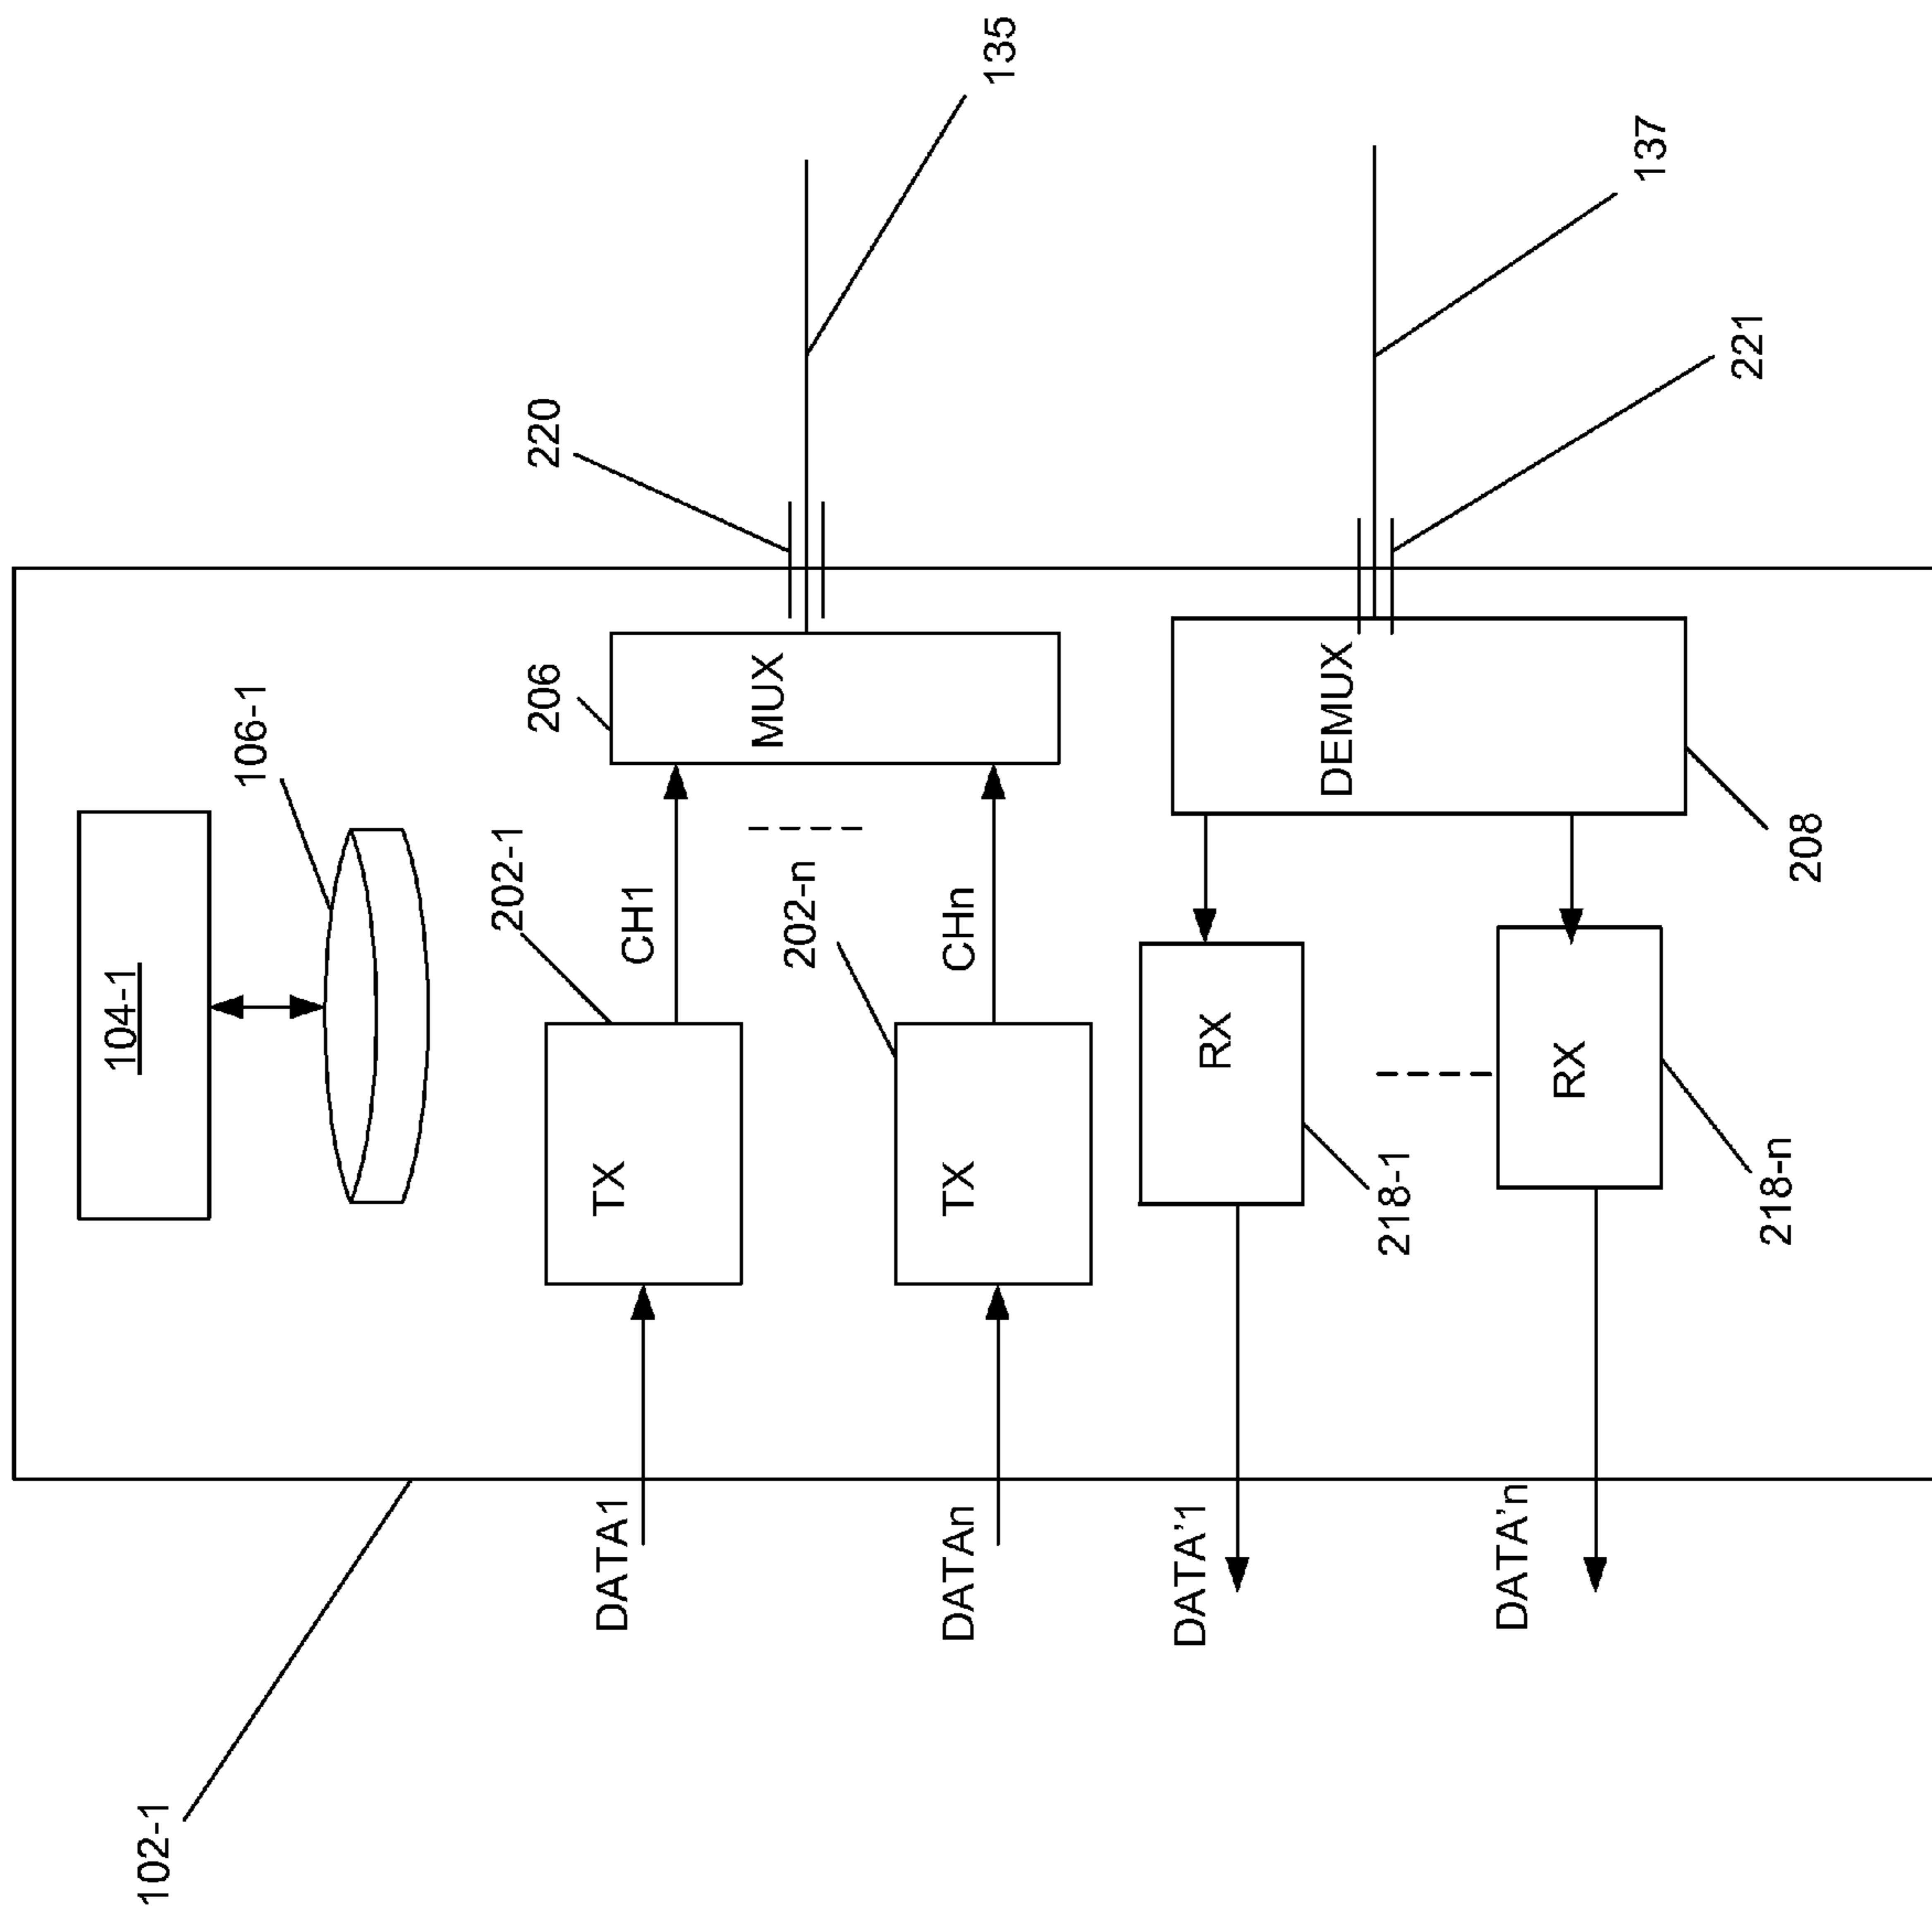 102-1
104-1
106-1
DATA1
TX
202-1
CH1
206
MUX
220
135
DATAn
TX
202-n
CHn
DATA'1
RX
218-1
DEMUX
137
221
DATA'n
RX
218-n
208